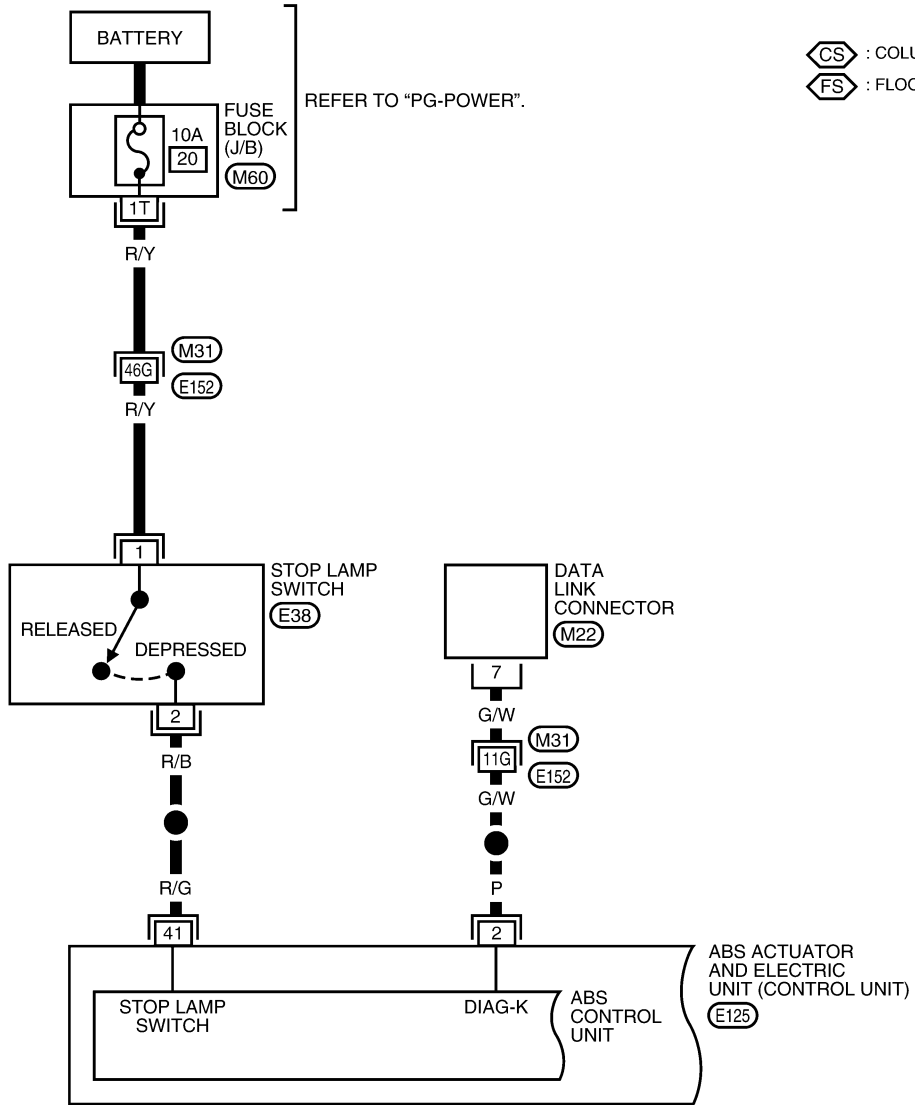 BATTERY
REFER TO “PG-POWER”.
FUSE
BLOCK
(J/B)
M60
10A
20
1T
CS
FS
R/Y
46G
M31
E152
R/Y
1
STOP LAMP
SWITCH
E38
RELEASED
DEPRESSED
2
R/B
R/G
41
DATA
LINK
CONNECTOR
M22
7
G/W
11G
M31
E152
G/W
P
2
STOP LAMP
SWITCH
DIAG-K
ABS
CONTROL
UNIT
ABS ACTUATOR
AND ELECTRIC
UNIT (CONTROL UNIT)
E125